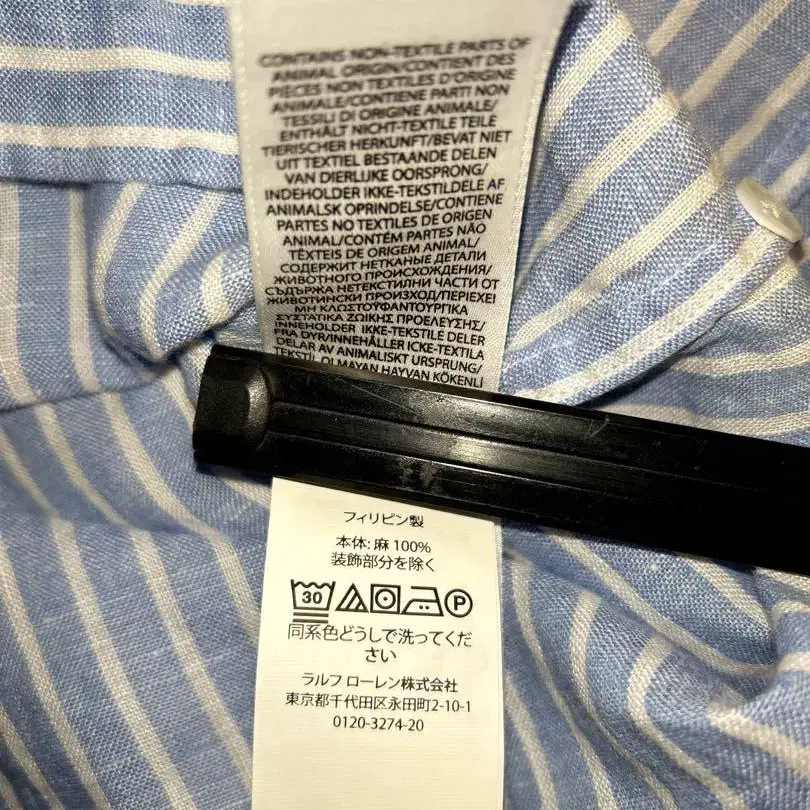 CONTAINS NON-TEXTILE PARTS OF
ANIMAL ORIGIN/CONTIENT DES
PIÈCES NON TEXTILES D'ORIGINE
ANIMALE/CONTIENE PARTI NON
TESSILI DI ORIGINE ANIMALE/
ENTHÄLT NICHT-TEXTILE TEILE
TIERISCHER HERKUNFT/BEVAT NIET
UIT TEXTIEL BESTAANDE DELEN
VAN DIERLIJKE OORSPRONG/
INDEHOLDER IKKE-TEKSTILDELE AF
ANIMALSK OPRINDELSE/CONTIENE
PARTES NO TEXTILES DE ORIGEN
ANIMAL/CONTÉM PARTES NÃO
TÊXTEIS DE ORIGEM ANIMAL/
СОДЕРЖИТ НЕТКАНЫЕ ДЕТАЛИ
ЖИВОТНОГО ПРОИСХОЖДЕНИЯ/
СЪДЪРЖА НЕТЕКСТИЛНИ ЧАСТИ ОТ
ЖИВОТИНСКИ ПРОИЗХОД/ΠΕΡΙΕΧΕΙ
ΜΗ ΚΛΩΣΤΟΫΦΑΝΤΟΥΡΓΙΚΑ
ΣΥΣΤΑΤΙΚΑ ΖΩΙΚΗΣ ΠΡΟΕΛΕΥΣΗΣ/
INNEHOLDER IKKE-TEKSTILE DELER
FRA DYR/INNEHÅLLER ICKE-TEXTILA
DELAR AV ANIMALISKT URSPRUNG/
TEKSTİL OLMAYAN HAYVAN KÖKENLİ
フィリピン製
本体: 麻 100%
装飾部分を除く
30 P
同系色どうしで洗ってくだ
さい
ラルフ ローレン株式会社
東京都千代田区永田町2-10-1
0120-3274-20